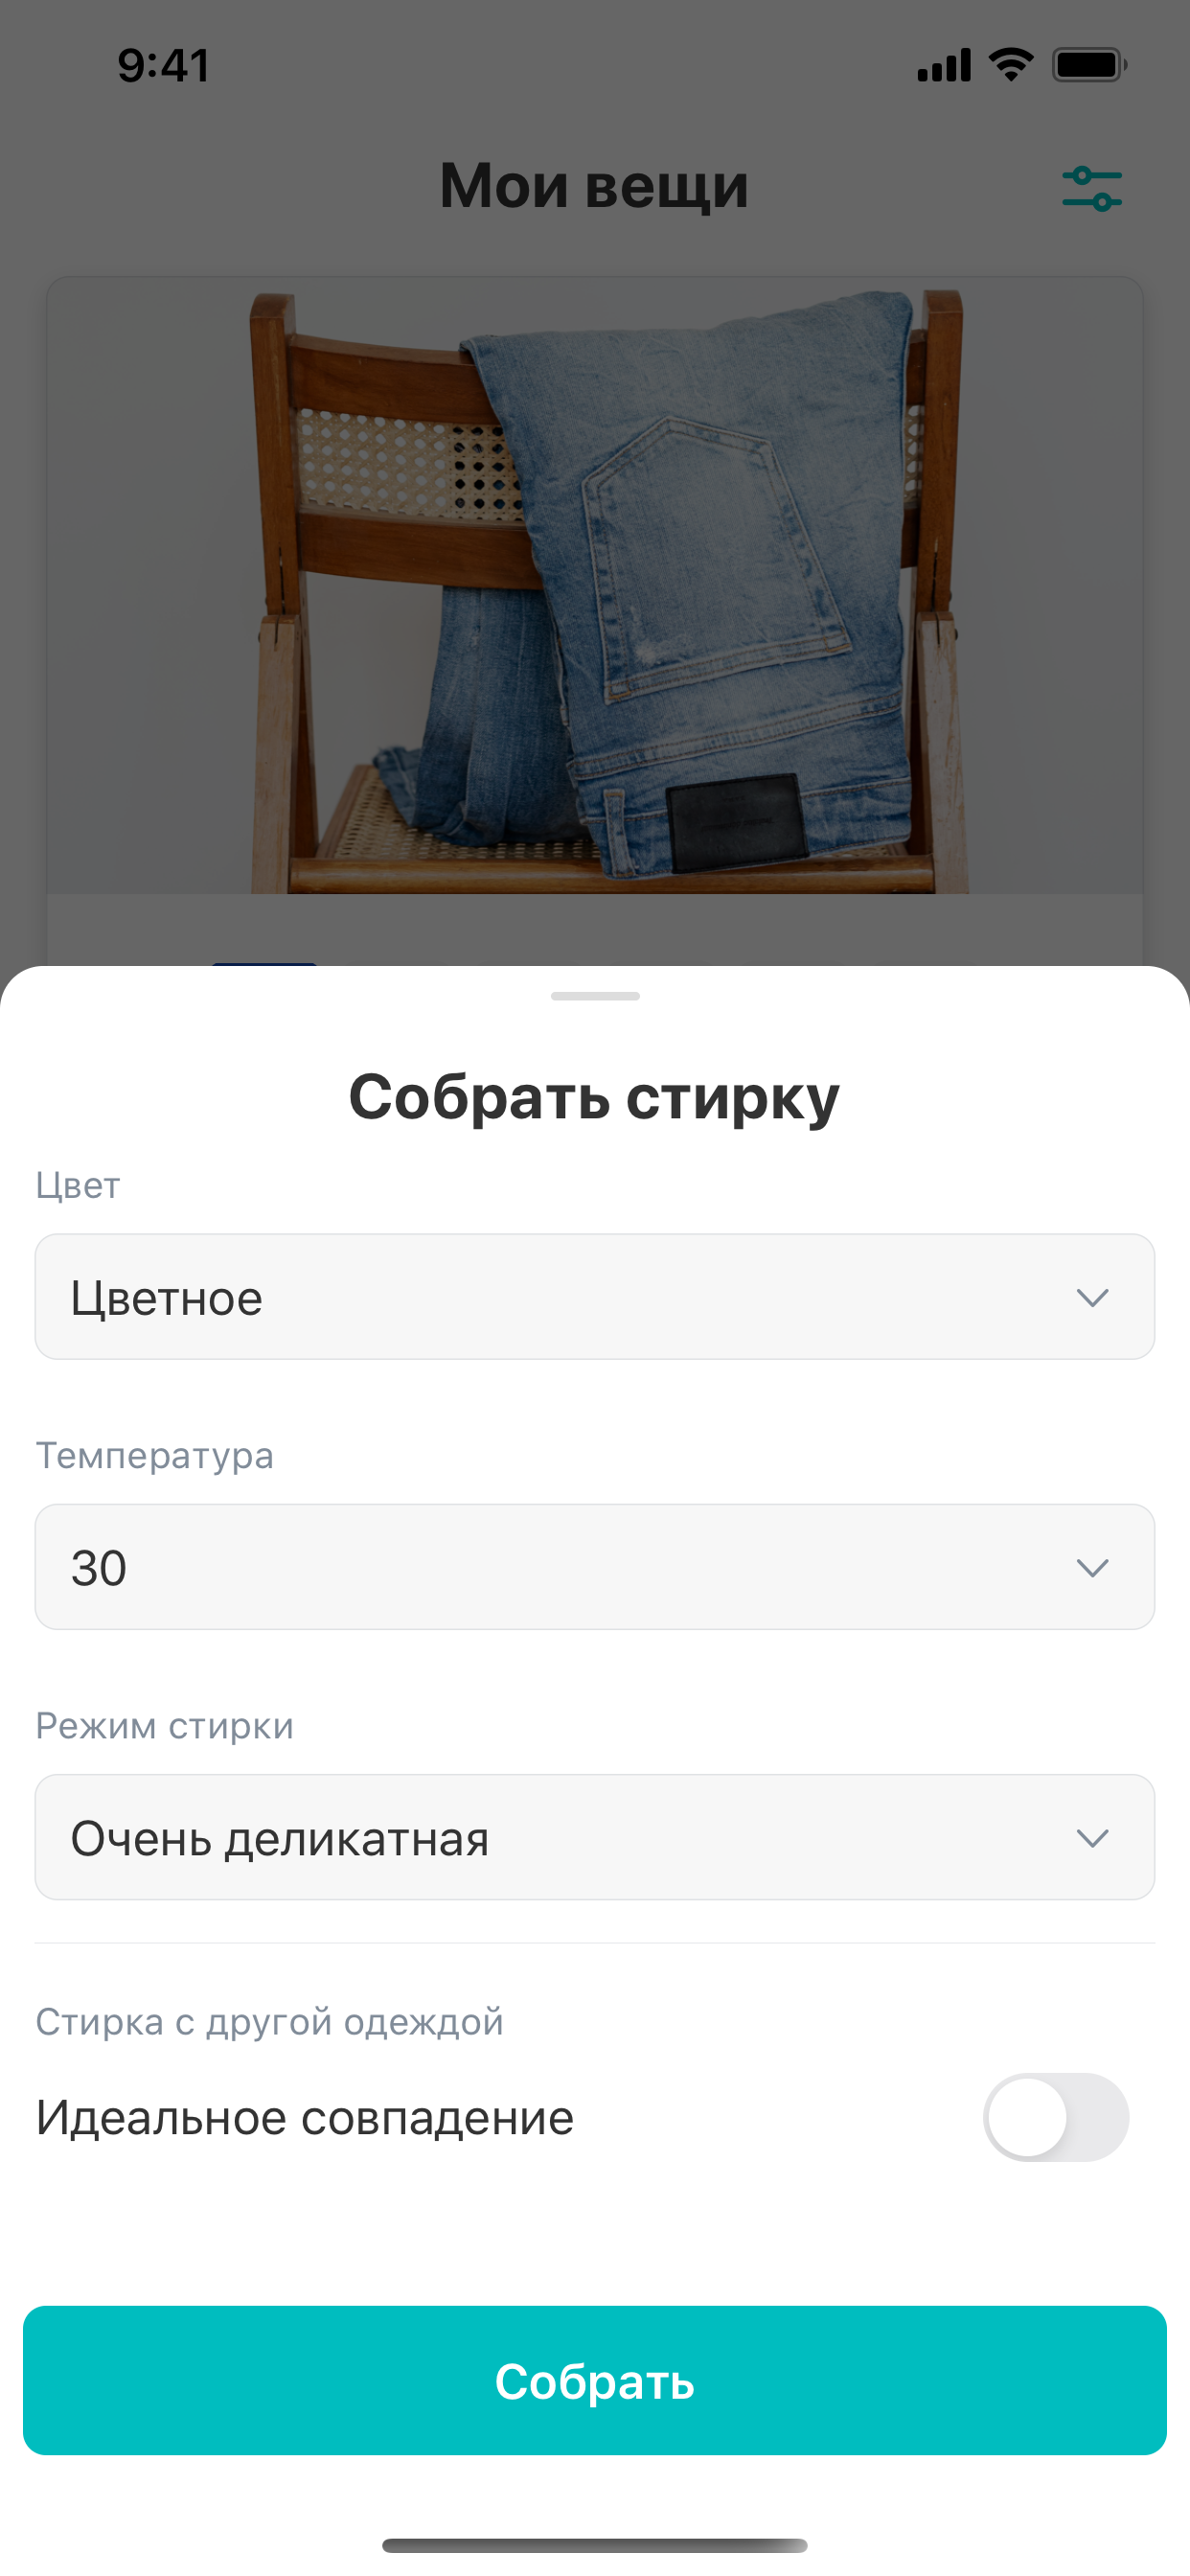 9:41
Мои вещи
Собрать стирку
Цвет
Цветное
Температура
30
Режим стирки
Очень деликатная
Стирка с другой одеждой
Идеальное совпадение
Собрать